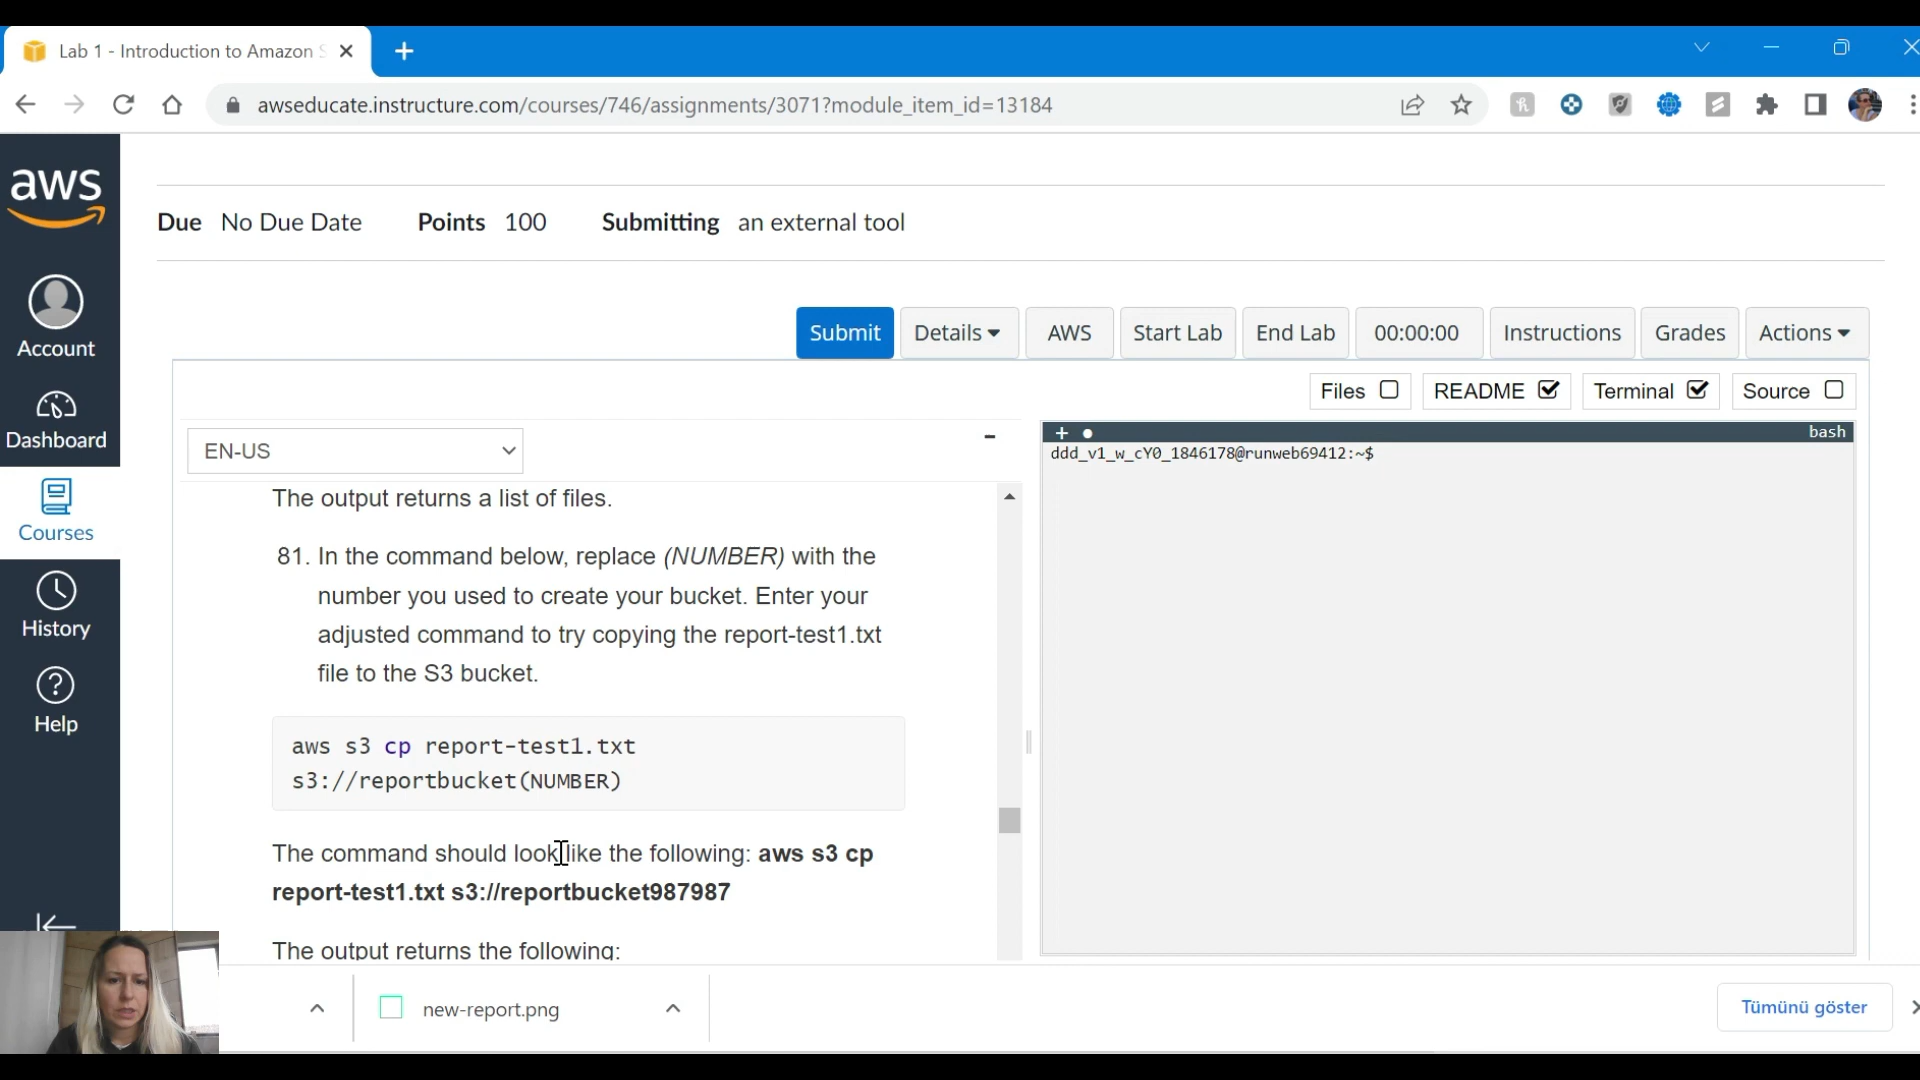 Lab 1 - Introduction to Amazon S
awseducate.instructure.com/courses/746/assignments/3071?module_item_id=13184
aws
Account
Dashboard
Courses
History
Help
Due No Due Date Points 100 Submitting an external tool
Submit Details AWS Start Lab End Lab 00:00:00 Instructions Grades Actions
Files README Terminal Source
EN-US
The output returns a list of files.
81. In the command below, replace (NUMBER) with the
number you used to create your bucket. Enter your
adjusted command to try copying the report-test1.txt
file to the S3 bucket.
aws s3 cp report-test1.txt
s3://reportbucket(NUMBER)
The command should look like the following: aws s3 cp
report-test1.txt s3://reportbucket987987
The output returns the following:
bash
ddd_v1_w_cY0_1846178@runweb69412:~$
new-report.png
Tümünü göster